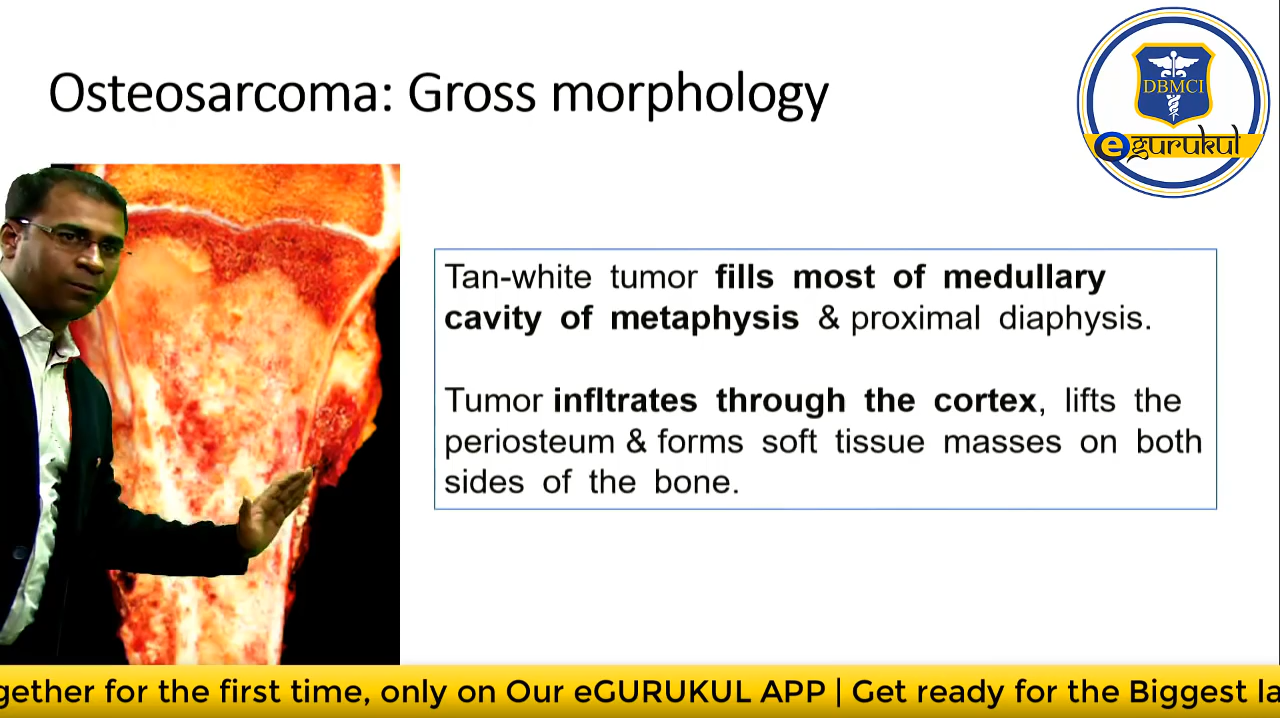 Osteosarcoma: Gross morphology
DBMCI
egurukul
Tan-white tumor fills most of medullary
cavity of metaphysis & proximal diaphysis.
Tumor infltrates through the cortex, lifts the
periosteum & forms soft tissue masses on both
sides of the bone.
gether for the first time, only on Our eGURUKUL APP | Get ready for the Biggest la